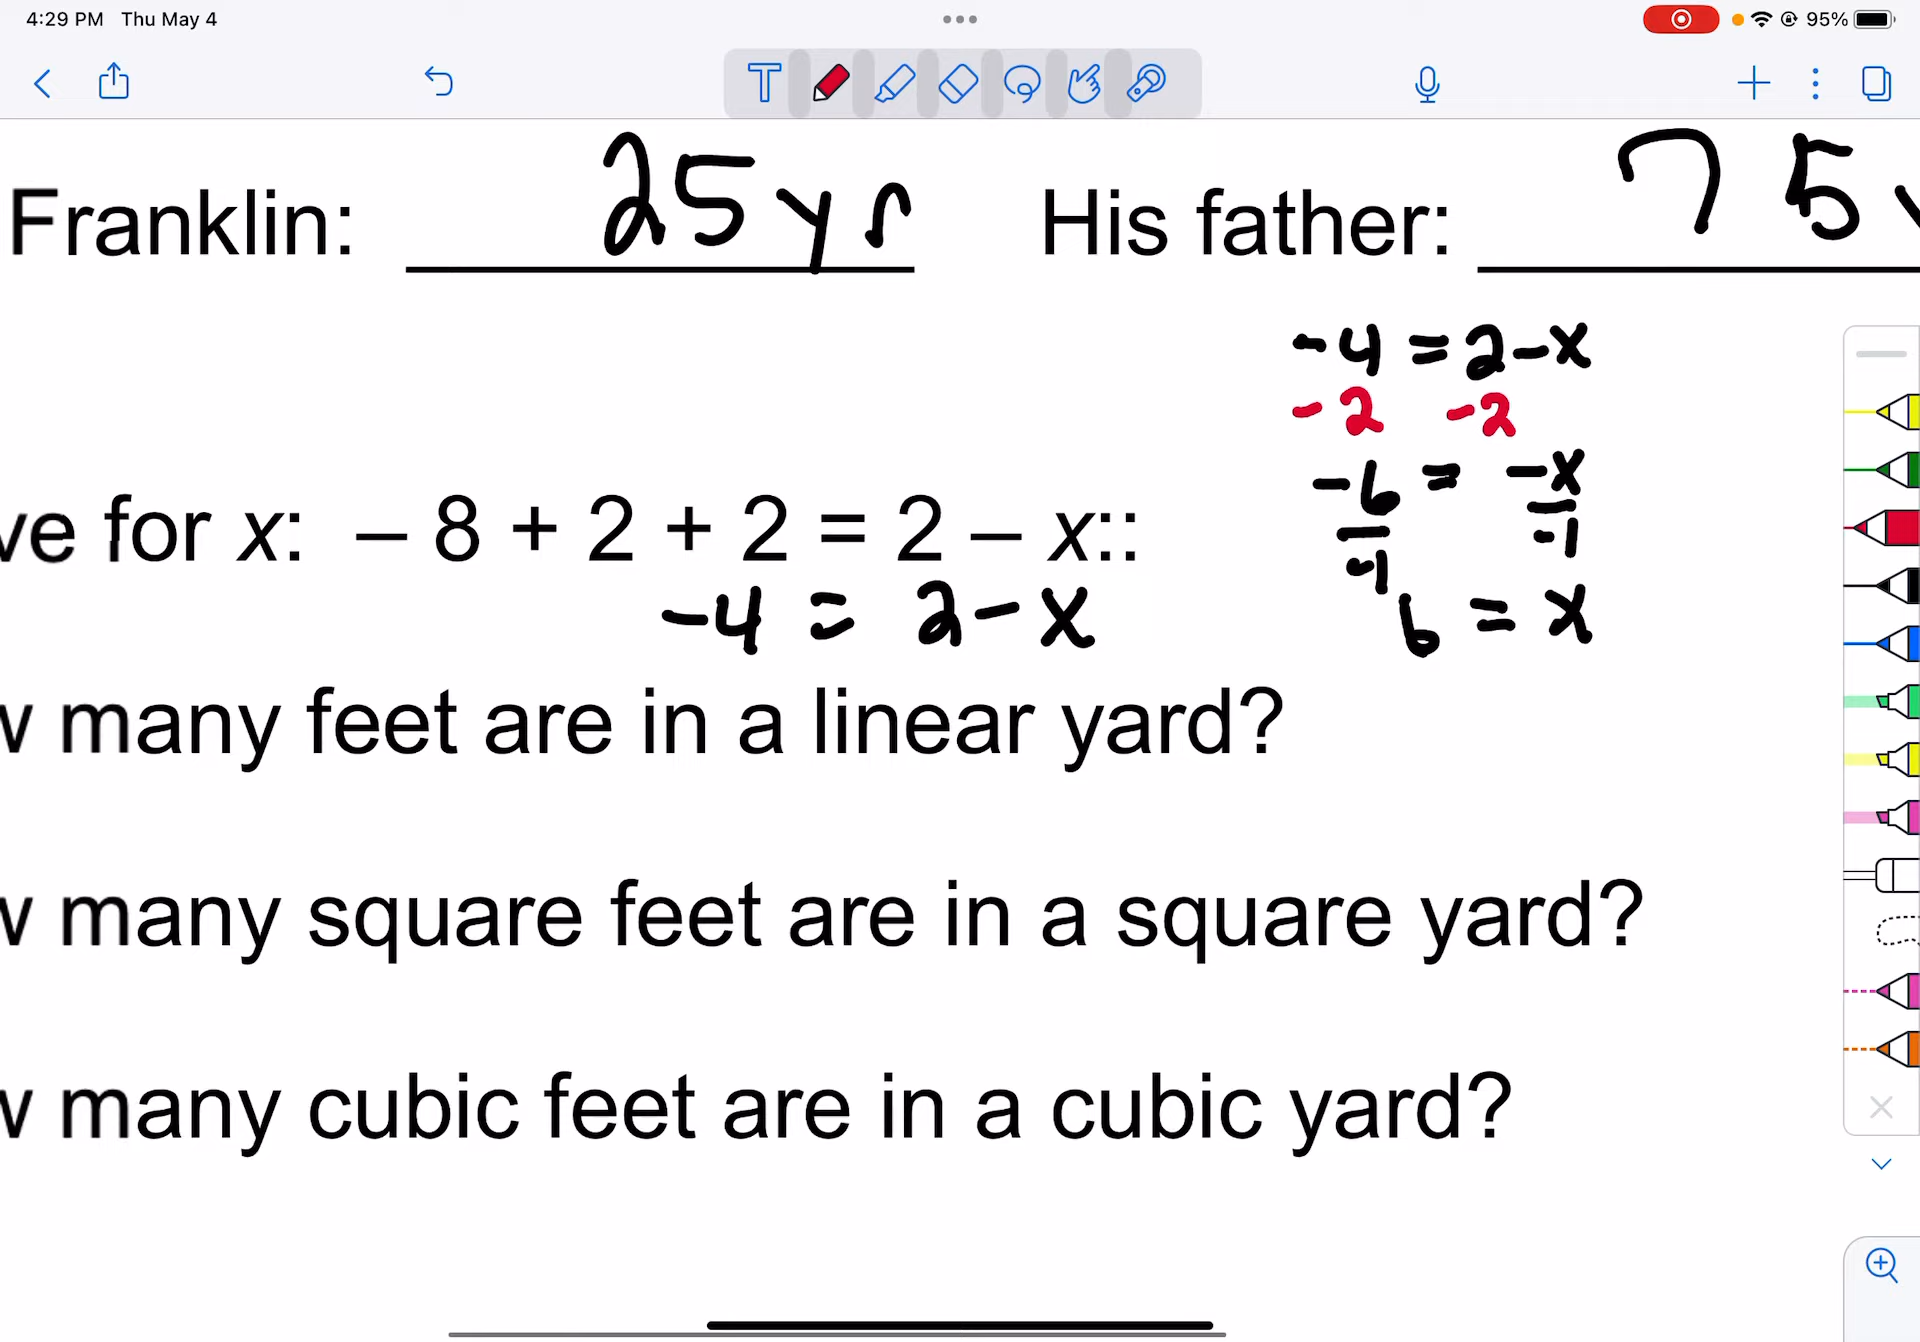 4:29 PM Thu May 4
95%
Franklin: 25 yr His father: 75
-4 = 2-x
-2 -2
-6 = -x
-1 -1
6 = x
ve for x: – 8 + 2 + 2 = 2 – x::
-4 = 2-x
w many feet are in a linear yard?
w many square feet are in a square yard?
w many cubic feet are in a cubic yard?